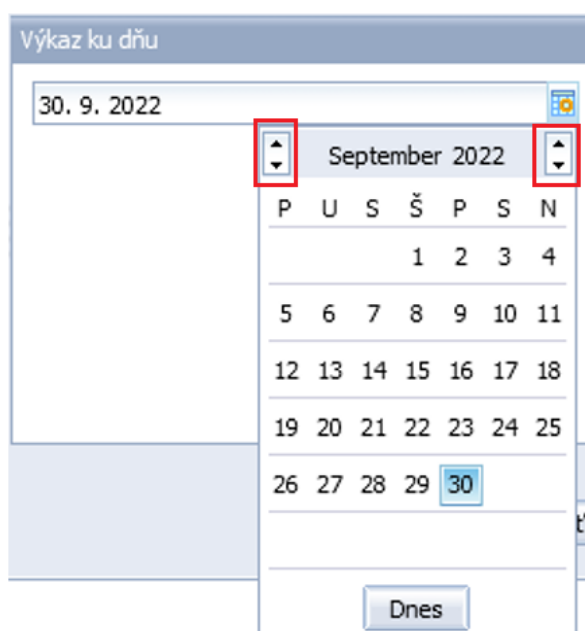 Výkaz ku dňu
30. 9. 2022
September 2022
P U S Š P S N
1 2 3 4
5 6 7 8 9 10 11
12 13 14 15 16 17 18
19 20 21 22 23 24 25
26 27 28 29 30
Dnes